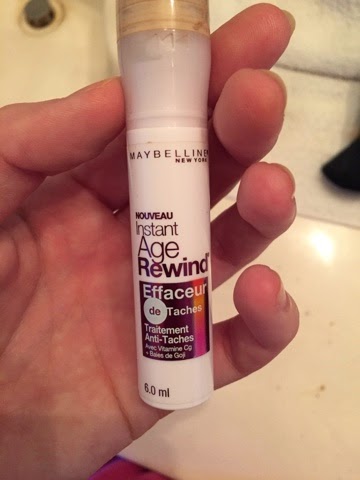 MAYBELLINE
NEW YORK
NOUVEAU
Instant
Age
Rewind
Effaceur
de Taches
Traitement
Anti-Taches
Avec Vitamine Cg
+ Baies de Goji
6.0 ml